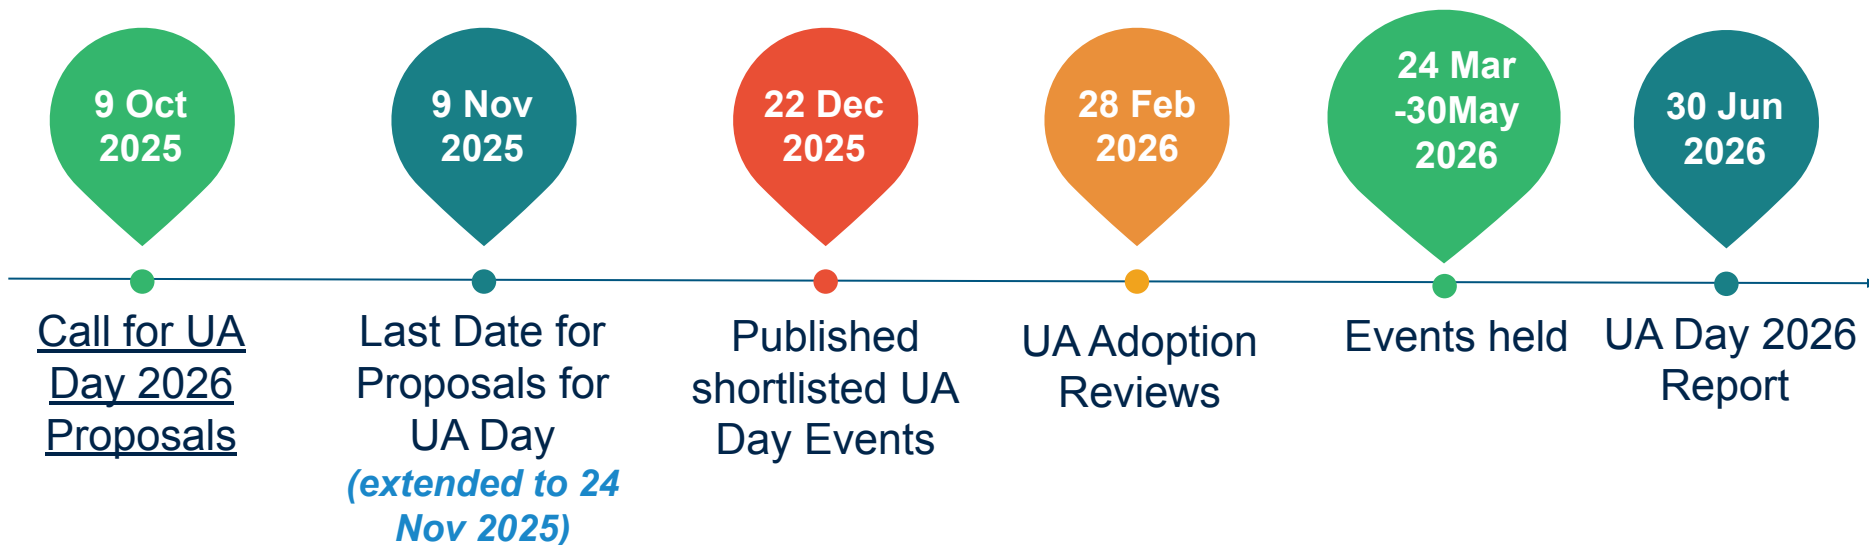 9 Oct
2025
9 Nov
2025
22 Dec
2025
28 Feb
2026
24 Mar
-30May
2026
30 Jun
2026
Call for UA
Day 2026
Proposals
Last Date for
Proposals for
UA Day
(extended to 24
Nov 2025)
Published
shortlisted UA
Day Events
UA Adoption
Reviews
Events held
UA Day 2026
Report